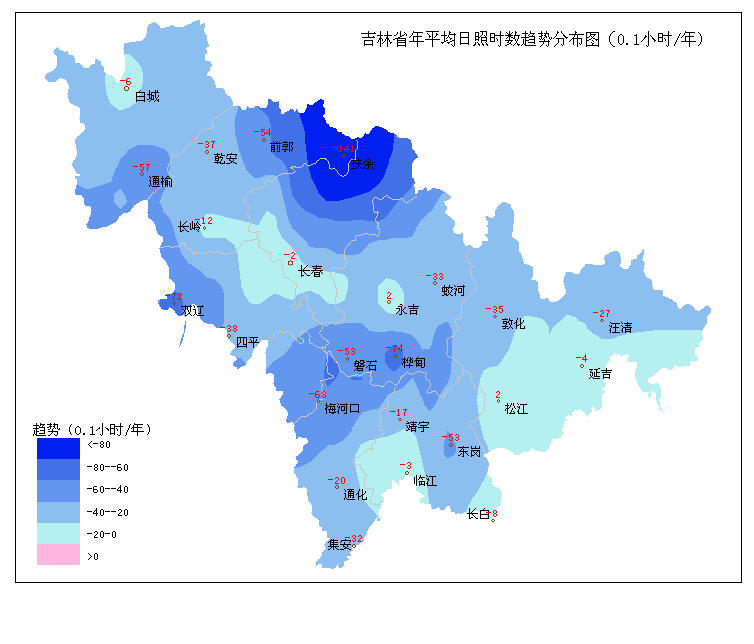 吉林省年平均日照时数趋势分布图（0.1小时/年）
-6
白城
-54
前郭
-37
乾安
-141
扶余
-57
通榆
-12
长岭
-2
长春
-33
蛟河
2
永吉
-72
双辽
-38
四平
-35
敦化
-27
汪清
-53
磐石
-74
桦甸
-4
延吉
-63
梅河口
2
松江
-17
靖宇
-53
东岗
-3
临江
-20
通化
长白
-8
-32
集安
趋势（0.1小时/年）
<-80
-80--60
-60--40
-40--20
-20-0
>0